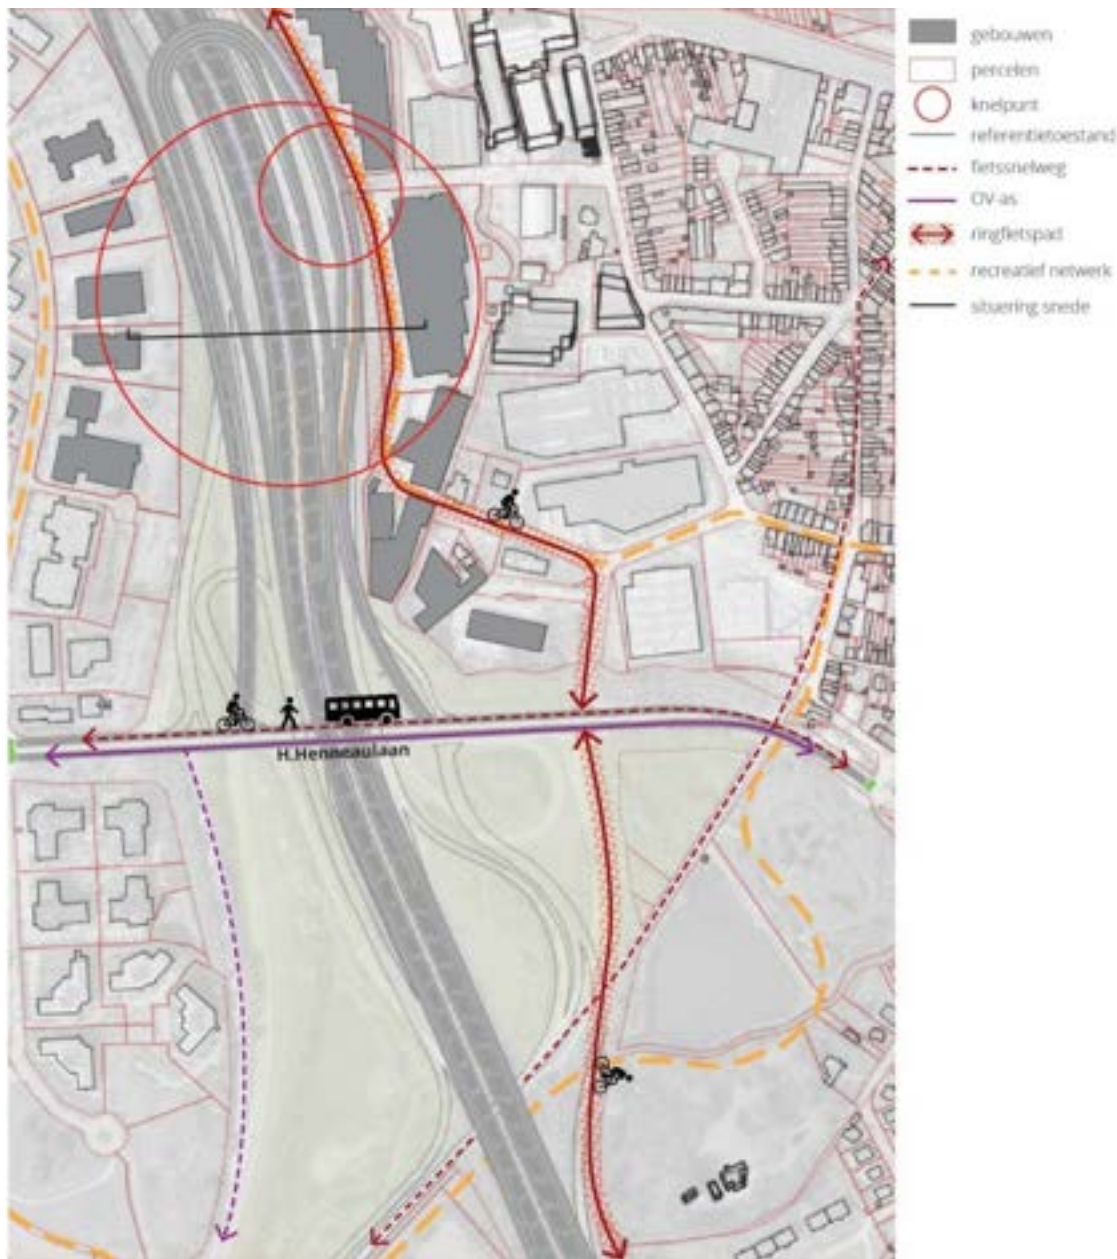 gebouwen
percelen
knelpunt
referentietoestand
fietssnelweg
OV-as
ringfietspad
recreatief netwerk
situering snede
H.Henneaulaan